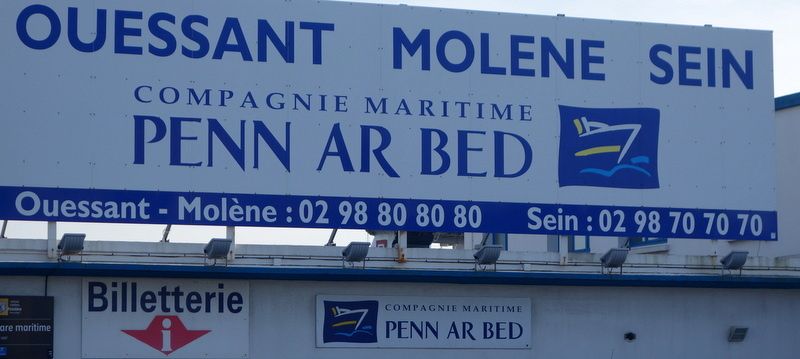 OUESSANT MOLENE SEIN
COMPAGNIE MARITIME
PENN AR BED
Ouessant - Molène : 02 98 80 80 80 Sein : 02 98 70 70 70
Billetterie
i
COMPAGNIE MARITIME
PENN AR BED
are maritime